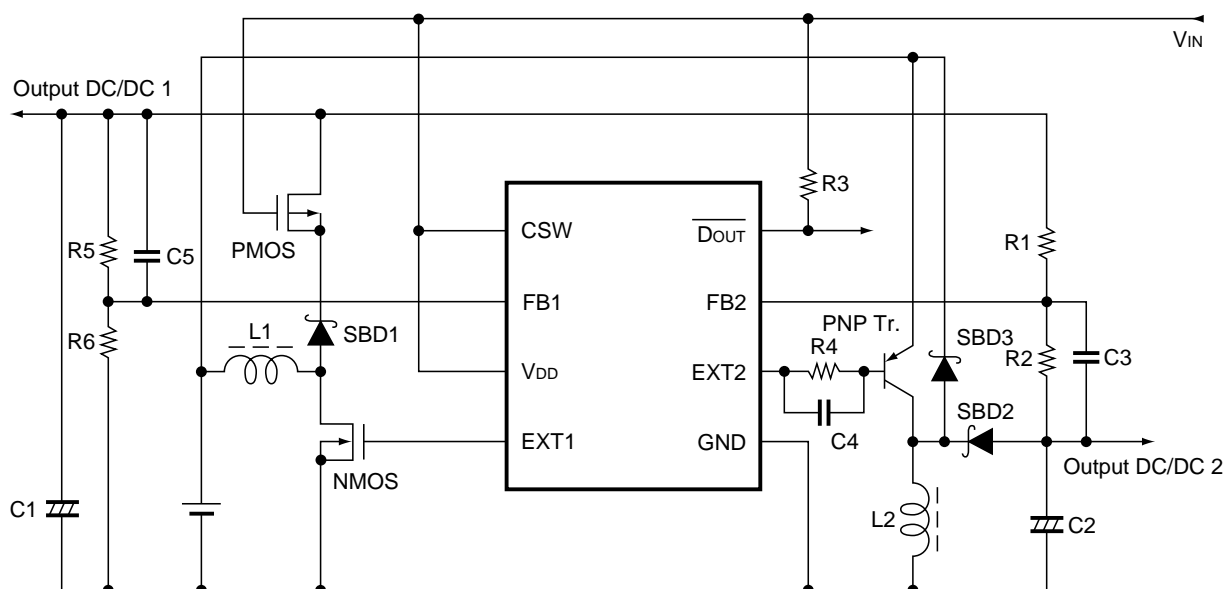 VIN
Output DC/DC 1
R3
CSW
DOUT
R5
C5
PMOS
R1
FB1
FB2
L1
SBD1
PNP Tr.
R6
R4
SBD3
R2
C3
VDD
EXT2
C4
SBD2
EXT1
GND
NMOS
Output DC/DC 2
C1
L2
C2